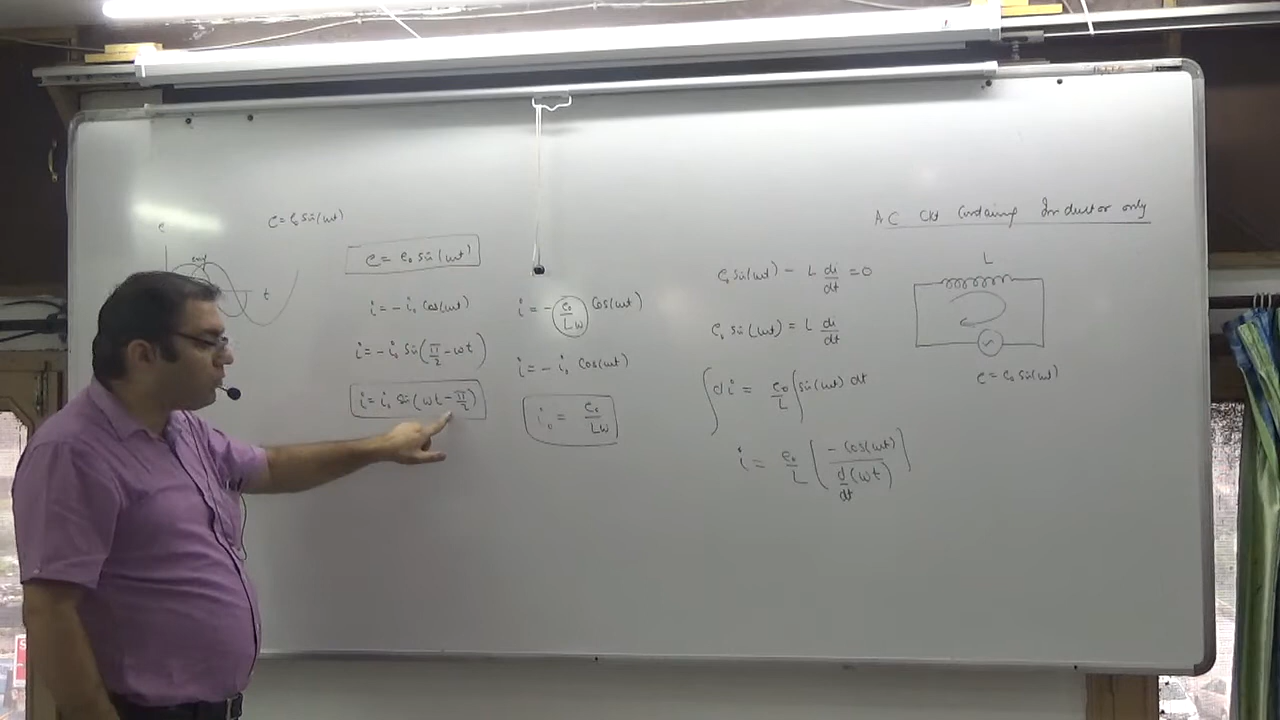 AC Ckt Containing Inductor only
L
e = e₀ sin(ωt)
e₀ sin(ωt) – L di/dt = 0
e₀ sin(ωt) = L di/dt
∫di = e₀/L ∫sin(ωt) dt
i = e₀/L ( –cos(ωt) / d/dt (ωt) )
i = – e₀/Lω cos(ωt)
i = – i₀ cos(ωt)
i₀ = e₀/Lω
e = e₀ sin(ωt)
i = – i₀ cos(ωt)
i = – i₀ sin(π/2 – ωt)
i = i₀ sin(ωt – π/2)
e = e₀ sin(ωt)
e
t